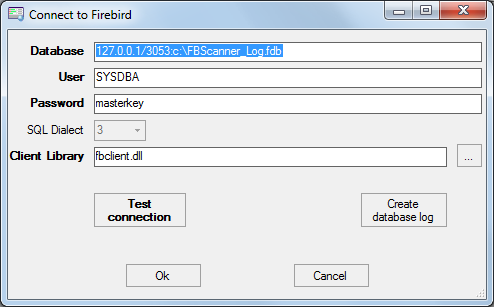 Connect to Firebird
Database 127.0.0.1/3053:c:\FBScanner_Log.fdb
User SYSDBA
Password masterkey
SQL Dialect 3
Client Library fbclient.dll ...
Test
connection
Create
database log
Ok Cancel